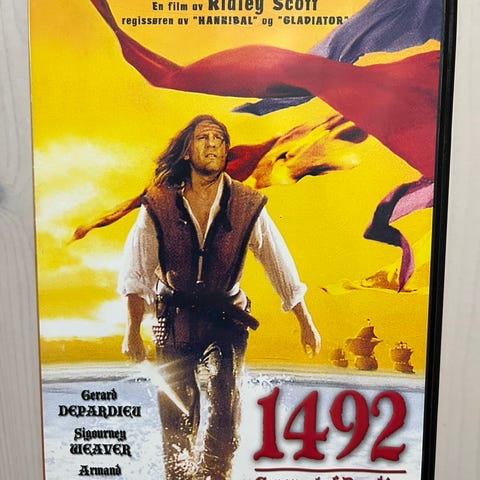 En film av Ridley Scott
regissøren av "HANNIBAL" og "GLADIATOR"
Gerard
DEPARDIEU
Sigourney
WEAVER
Armand
1492